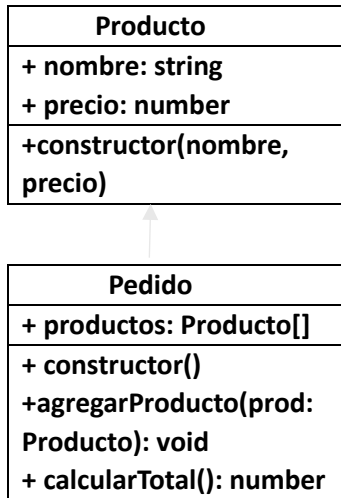 Producto
+ nombre: string
+ precio: number
+constructor(nombre,
precio)
Pedido
+ productos: Producto[]
+ constructor()
+agregarProducto(prod:
Producto): void
+ calcularTotal(): number